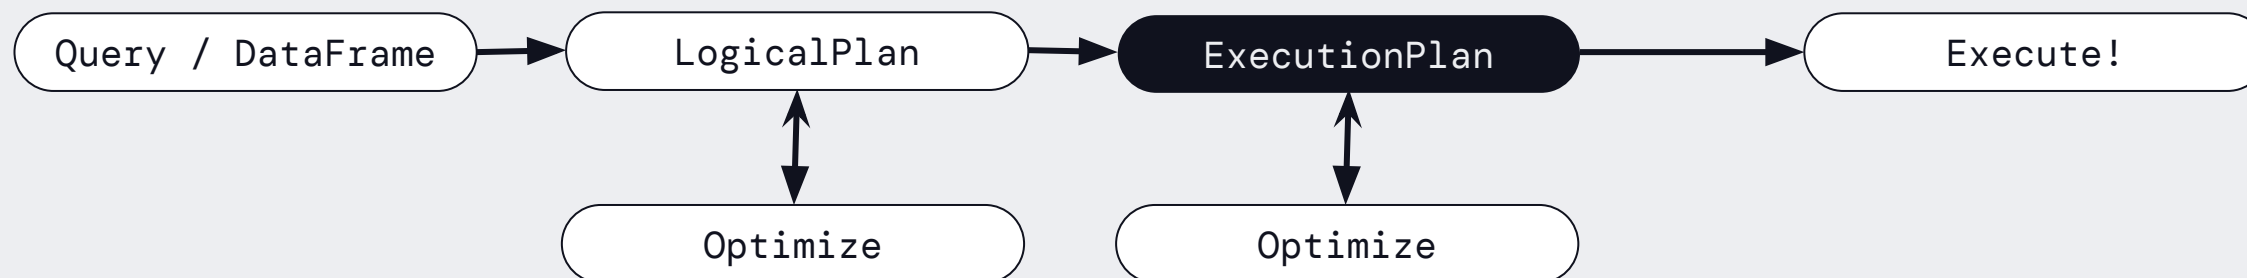 Query / DataFrame
LogicalPlan
ExecutionPlan
Execute!
Optimize
Optimize